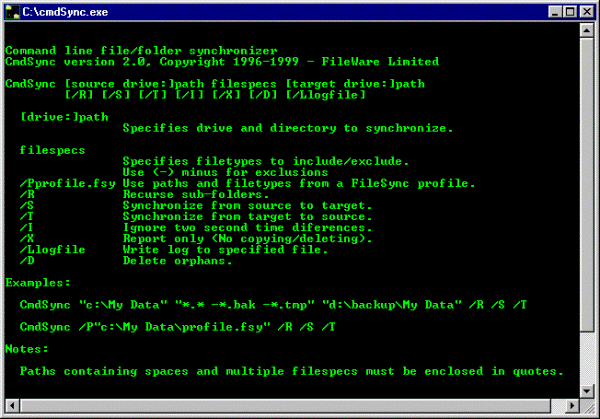 C:\cmdSync.exe
Command line file/folder synchronizer
CmdSync version 2.0, Copyright 1996-1999 - FileWare Limited
CmdSync [source drive:]path filespecs [target drive:]path
[/R] [/S] [/T] [/I] [/X] [/D] [/Llogfile]
[drive:]path
Specifies drive and directory to synchronize.
filespecs
Specifies filetypes to include/exclude.
Use (-) minus for exclusions
/Pprofile.fsy Use paths and filetypes from a FileSync profile.
/R Recurse sub-folders.
/S Synchronize from source to target.
/T Synchronize from target to source.
/I Ignore two second time diferences.
/X Report only (No copying/deleting).
/Llogfile Write log to specified file.
/D Delete orphans.
Examples:
CmdSync "c:\My Data" "*.* -*.bak -*.tmp" "d:\backup\My Data" /R /S /T
CmdSync /P"c:\My Data\profile.fsy" /R /S /T
Notes:
Paths containing spaces and multiple filespecs must be enclosed in quotes.